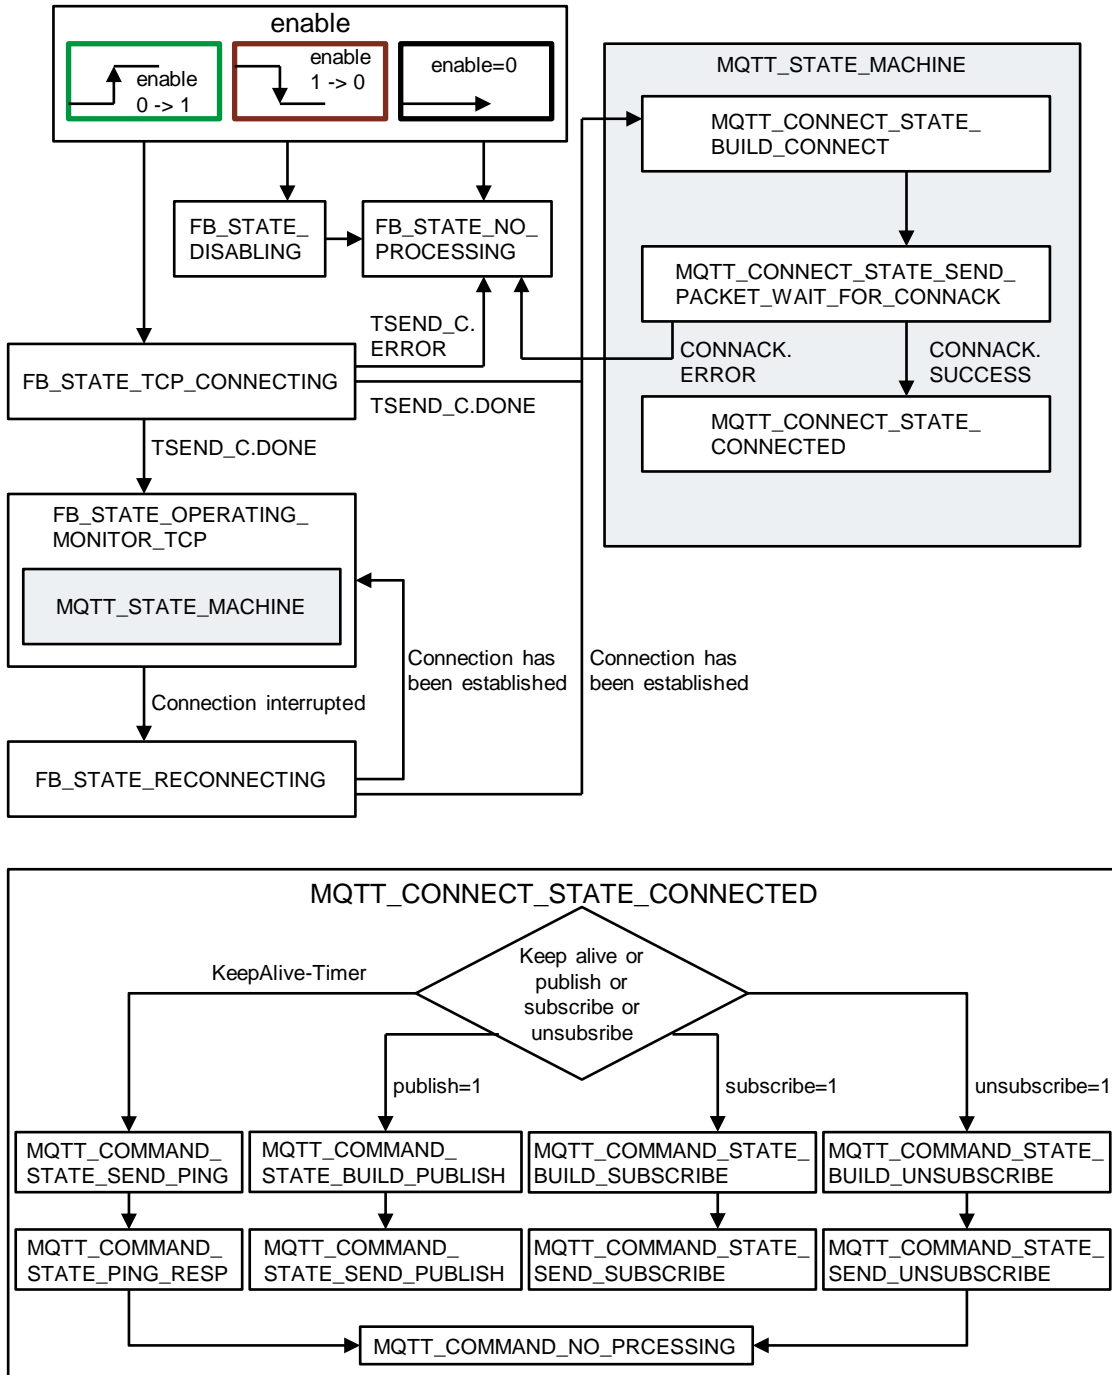 enable
enable
0 -> 1
enable
1 -> 0
enable=0
MQTT_STATE_MACHINE
MQTT_CONNECT_STATE_
BUILD_CONNECT
FB_STATE_
DISABLING
FB_STATE_NO_
PROCESSING
MQTT_CONNECT_STATE_SEND_
PACKET_WAIT_FOR_CONNACK
TSEND_C.
ERROR
CONNACK.
ERROR
CONNACK.
SUCCESS
FB_STATE_TCP_CONNECTING
TSEND_C.DONE
MQTT_CONNECT_STATE_
CONNECTED
TSEND_C.DONE
FB_STATE_OPERATING_
MONITOR_TCP
MQTT_STATE_MACHINE
Connection has
been established
Connection has
been established
Connection interrupted
FB_STATE_RECONNECTING
MQTT_CONNECT_STATE_CONNECTED
Keep alive or
publish or
subscribe or
unsubsribe
KeepAlive-Timer
publish=1
subscribe=1
unsubscribe=1
MQTT_COMMAND_
STATE_SEND_PING
MQTT_COMMAND_
STATE_BUILD_PUBLISH
MQTT_COMMAND_STATE_
BUILD_SUBSCRIBE
MQTT_COMMAND_STATE_
BUILD_UNSUBSCRIBE
MQTT_COMMAND_
STATE_PING_RESP
MQTT_COMMAND_
STATE_SEND_PUBLISH
MQTT_COMMAND_STATE_
SEND_SUBSCRIBE
MQTT_COMMAND_STATE_
SEND_UNSUBSCRIBE
MQTT_COMMAND_NO_PRCESSING